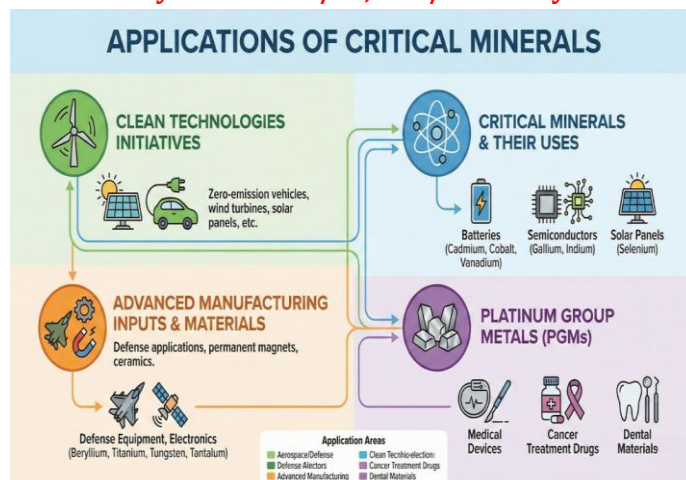 APPLICATIONS OF CRITICAL MINERALS
CLEAN TECHNOLOGIES
INITIATIVES
Zero-emission vehicles,
wind turbines, solar
panels, etc.
CRITICAL MINERALS
& THEIR USES
Batteries
(Cadmium, Cobalt,
Vanadium)
Semiconductors
(Gallium, Indium)
Solar Panels
(Selenium)
ADVANCED MANUFACTURING
INPUTS & MATERIALS
Defense applications, permanent magnets,
ceramics.
Defense Equipment, Electronics
(Beryllium, Titanium, Tungsten, Tantalum)
PLATINUM GROUP
METALS (PGMs)
Medical
Devices
Cancer
Treatment Drugs
Dental
Materials
Application Areas
Aerospace/Defense
Defense Alectors
Advanced Manufacturing
Clean Tecnhio-election:
Cancer Treatment Drugs
Dental Materials